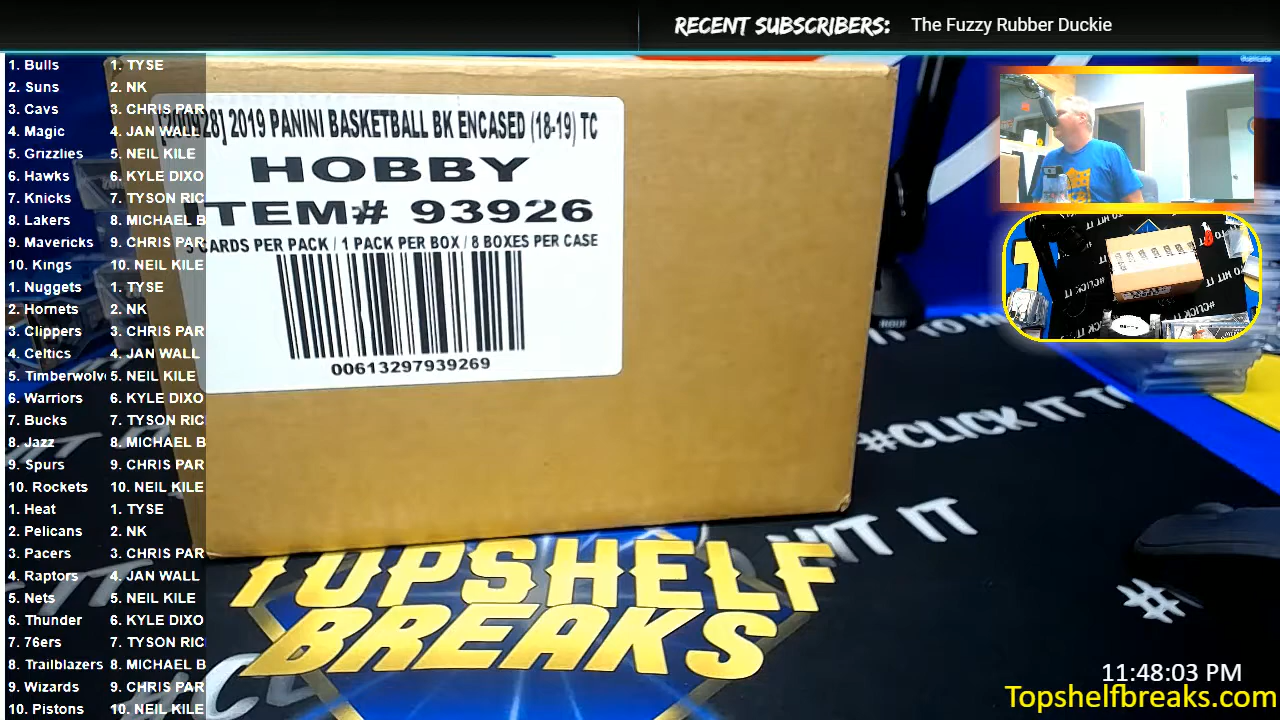 RECENT SUBSCRIBERS: The Fuzzy Rubber Duckie
1. Bulls 1. TYSE
2. Suns 2. NK
3. Cavs 3. CHRIS PAR
4. Magic 4. JAN WALL
5. Grizzlies 5. NEIL KILE
6. Hawks 6. KYLE DIXO
7. Knicks 7. TYSON RIC
8. Lakers 8. MICHAEL B
9. Mavericks 9. CHRIS PAR
10. Kings 10. NEIL KILE
1. Nuggets 1. TYSE
2. Hornets 2. NK
3. Clippers 3. CHRIS PAR
4. Celtics 4. JAN WALL
5. Timberwolv 5. NEIL KILE
6. Warriors 6. KYLE DIXO
7. Bucks 7. TYSON RIC
8. Jazz 8. MICHAEL B
9. Spurs 9. CHRIS PAR
10. Rockets 10. NEIL KILE
1. Heat 1. TYSE
2. Pelicans 2. NK
3. Pacers 3. CHRIS PAR
4. Raptors 4. JAN WALL
5. Nets 5. NEIL KILE
6. Thunder 6. KYLE DIXO
7. 76ers 7. TYSON RIC
8. Trailblazers 8. MICHAEL B
9. Wizards 9. CHRIS PAR
10. Pistons 10. NEIL KILE
2019 PANINI BASKETBALL BK ENCASED (18-19) TC
HOBBY
ITEM# 93926
5 CARDS PER PACK / 1 PACK PER BOX / 8 BOXES PER CASE
00613297939269
#CLICK IT TO
HIT IT
#
TOPSHELF
BREAKS
11:48:03 PM
Topshelfbreaks.com